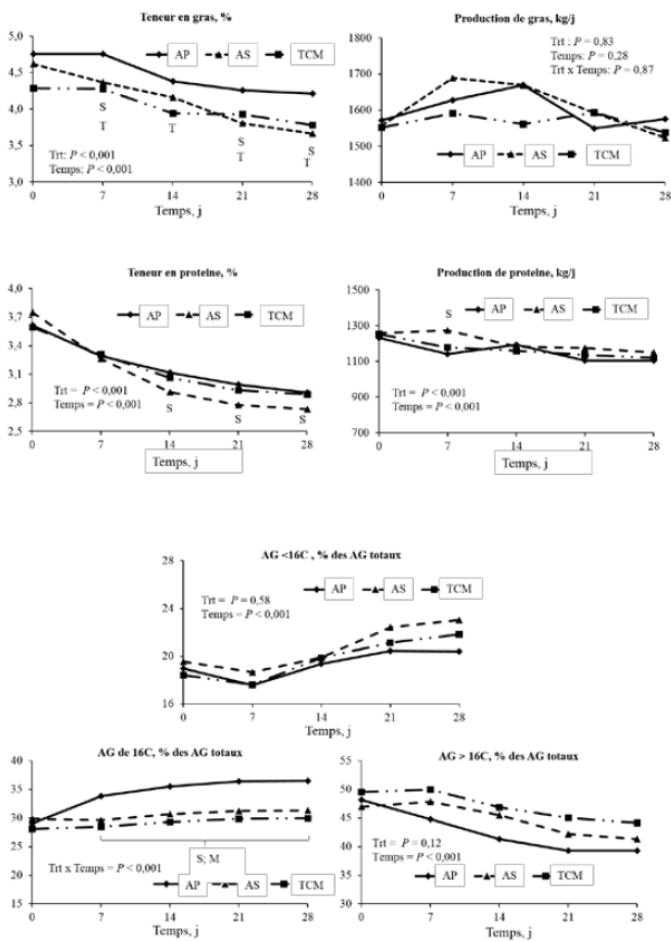 Teneur en gras, %
5,0
4,5
4,0
3,5
3,0
AP
AS
TCM
S
T
T
S
T
S
T
Trt: P < 0,001
Temps: P < 0,001
0
7
14
21
28
Temps, j
Production de gras, kg/j
1800
1700
1600
1500
1400
Trt : P = 0,83
Temps: P = 0,28
Trt x Temps: P = 0,87
AP
AS
TCM
0
7
14
21
28
Temps, j
Teneur en proteine, %
4,0
3,7
3,4
3,1
2,8
2,5
AP
AS
TCM
Trt = P < 0,001
Temps = P < 0,001
S
S
S
0
7
14
21
28
Temps, j
Production de proteine, kg/j
1500
1300
1100
900
700
S
AP
AS
TCM
Trt = P < 0,001
Temps = P < 0,001
0
7
14
21
28
Temps, j
AG <16C , % des AG totaux
28
24
20
16
Trt = P = 0,58
Temps = P < 0,001
AP
AS
TCM
0
7
14
21
28
Temps, j
AG de 16C, % des AG totaux
40
35
30
25
20
15
S; M
Trt x Temps = P < 0,001
AP
AS
TCM
0
7
14
21
28
Temps, j
AG > 16C, % des AG totaux
55
50
45
40
35
30
Trt = P = 0,12
Temps = P < 0,001
AP
AS
TCM
0
7
14
21
28
Temps, j